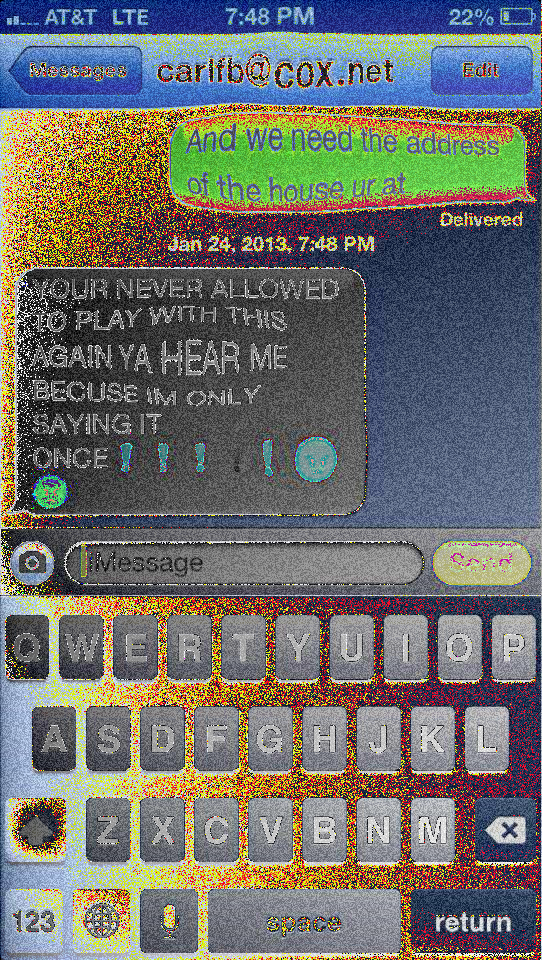 AT&T LTE 7:48 PM 22%
Messages carlfb@cox.net Edit
And we need the address
of the house ur at
Delivered
Jan 24, 2013, 7:48 PM
YOUR NEVER ALLOWED
TO PLAY WITH THIS
AGAIN YA HEAR ME
BECUSE IM ONLY
SAYING IT
ONCE ❗❗❗❗❗
iMessage Send
Q W E R T Y U I O P
A S D F G H J K L
Z X C V B N M
123 space return